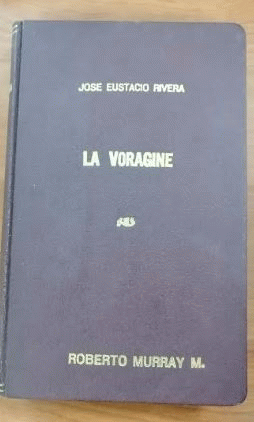 JOSE EUSTACIO RIVERA
LA VORAGINE
ROBERTO MURRAY M.